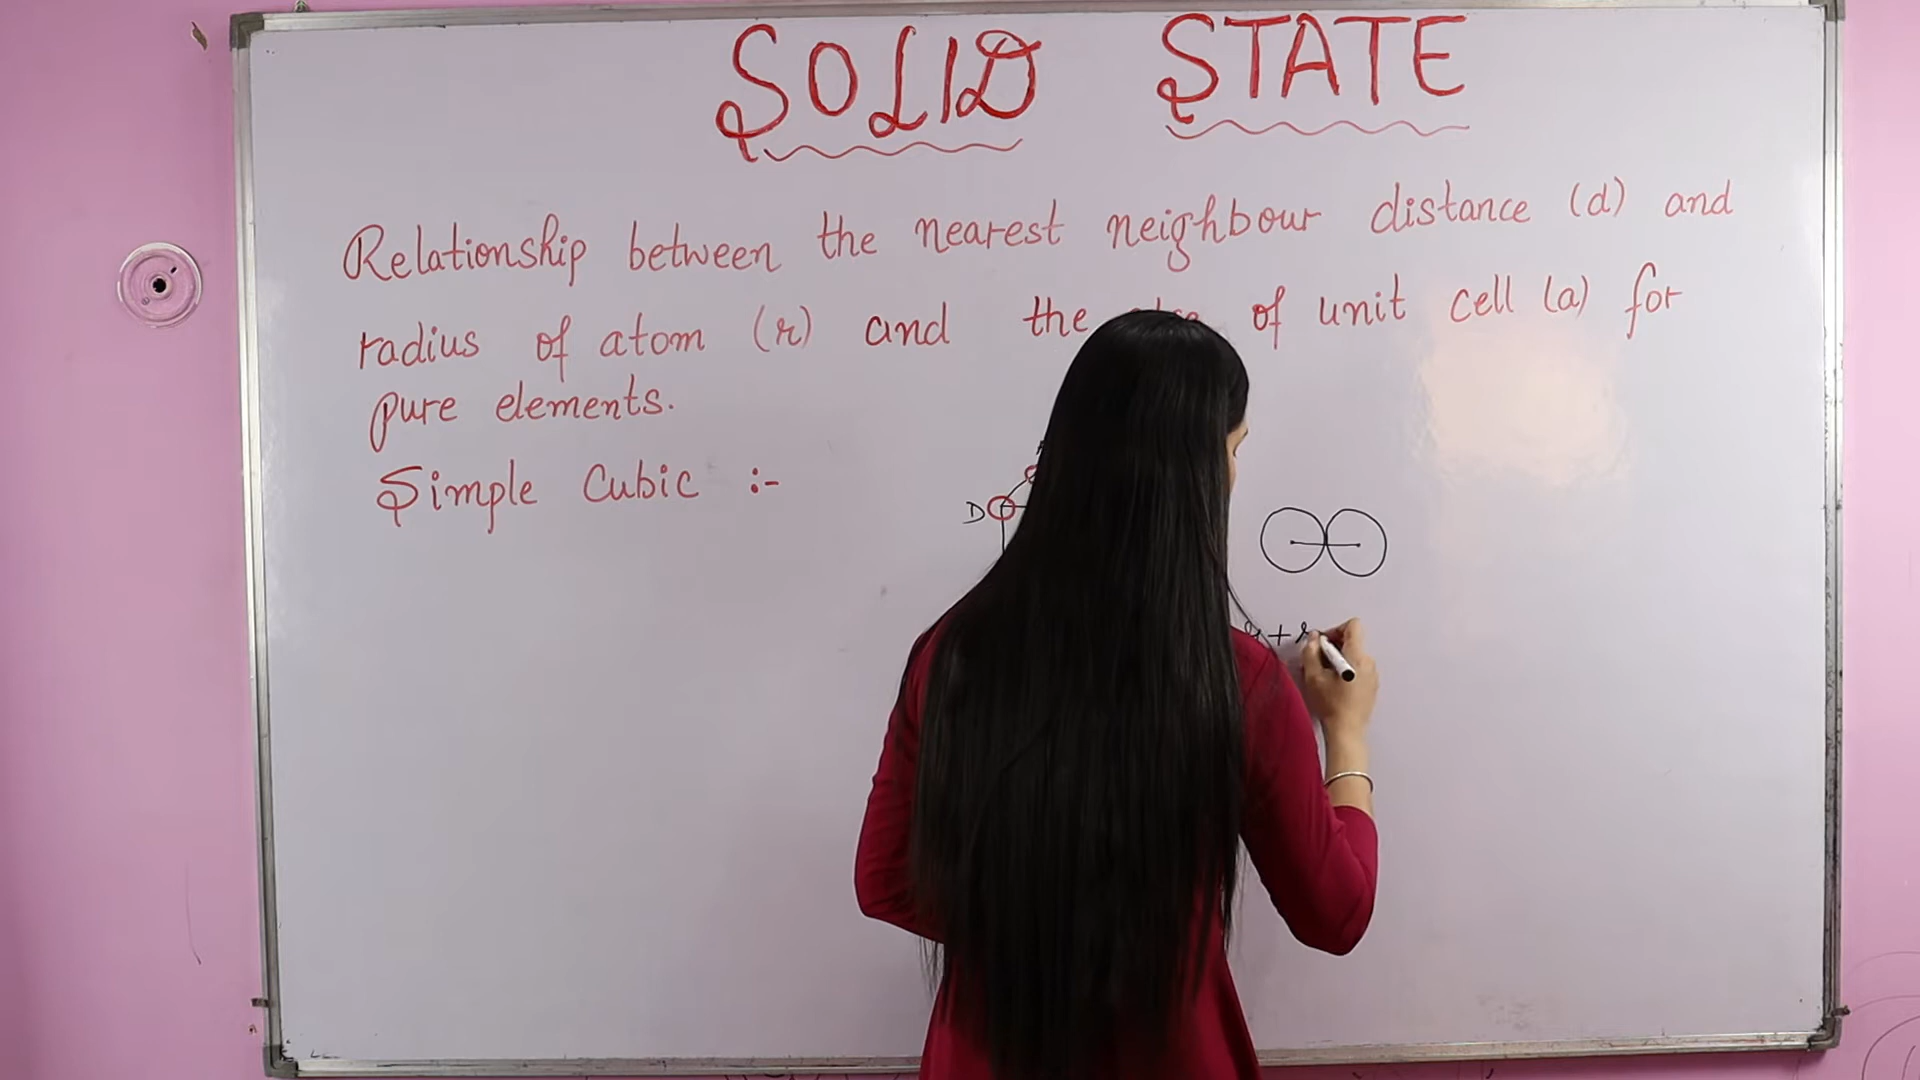 SOLID STATE
Relationship between the nearest neighbour distance (d) and
radius of atom (r) and the of unit cell (a) for
pure elements.
Simple Cubic :-
D
r + r